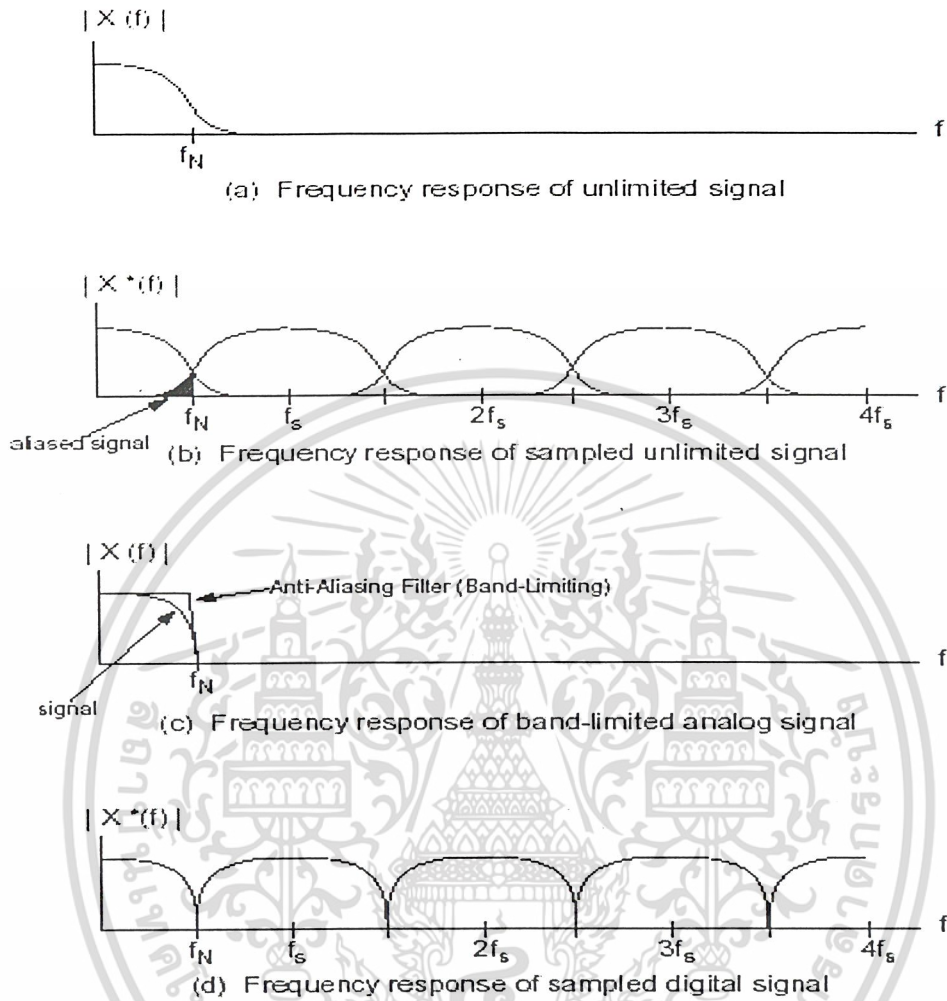 | X (f) |
f
f_N
(a) Frequency response of unlimited signal
| X *(f) |
f
f_N
f_s
2f_s
3f_s
4f_s
aliased signal
(b) Frequency response of sampled unlimited signal
| X (f) |
Anti-Aliasing Filter (Band-Limiting)
f
f_N
signal
(c) Frequency response of band-limited analog signal
| X *(f) |
f
f_N
f_s
2f_s
3f_s
4f_s
(d) Frequency response of sampled digital signal